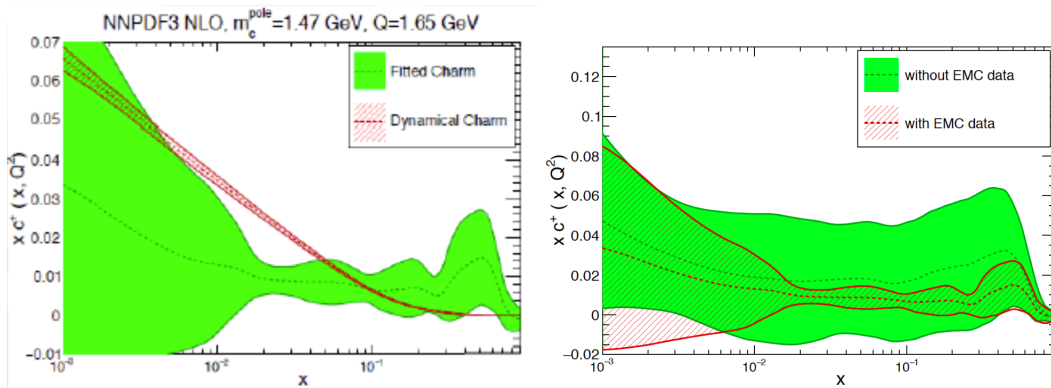 NNPDF3 NLO, m_c^pole=1.47 GeV, Q=1.65 GeV
0.07
0.06
0.05
0.04
0.03
0.02
0.01
0
−0.01
x c⁺ ( x, Q²)
Fitted Charm
Dynamical Charm
10⁻³
10⁻²
10⁻¹
x
0.12
0.1
0.08
0.06
0.04
0.02
0
−0.02
x c⁺ ( x, Q²)
without EMC data
with EMC data
10⁻³
10⁻²
10⁻¹
x